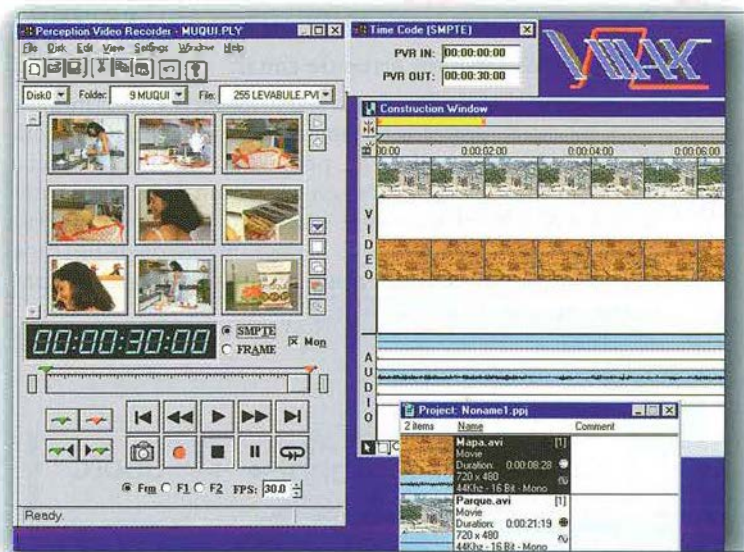 Perception Video Recorder - MUQUI.PLY
File Disk Edit View Settings Window Help
Disk0 Folder: 9 MUQUI File: 255 LEVABULE.PVI
00:00:30:00
SMPTE
FRAME
Mon
Frm F1 F2 FPS: 30.0
Ready.
Time Code (SMPTE)
PVR IN: 00:00:00:00
PVR OUT: 00:00:30:00
Construction Window
00:00 0:00:02:00 0:00:04:00 0:00:06:00
VIDEO
AUDIO
Project: Noname1.ppj
2 items Name Comment
Mapa.avi [1]
Movie
Duration: 0:00:08:28
720 x 480
44Khz - 16 Bit - Mono
Parque.avi [1]
Movie
Duration: 0:00:21:19
720 x 480
44Khz - 16 Bit - Mono